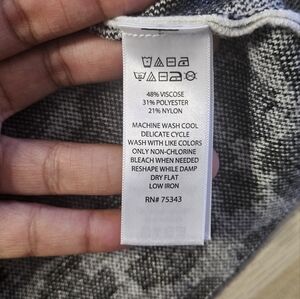 48% VISCOSE
31% POLYESTER
21% NYLON
MACHINE WASH COOL
DELICATE CYCLE
WASH WITH LIKE COLORS
ONLY NON-CHLORINE
BLEACH WHEN NEEDED
RESHAPE WHILE DAMP
DRY FLAT
LOW IRON
RN# 75343